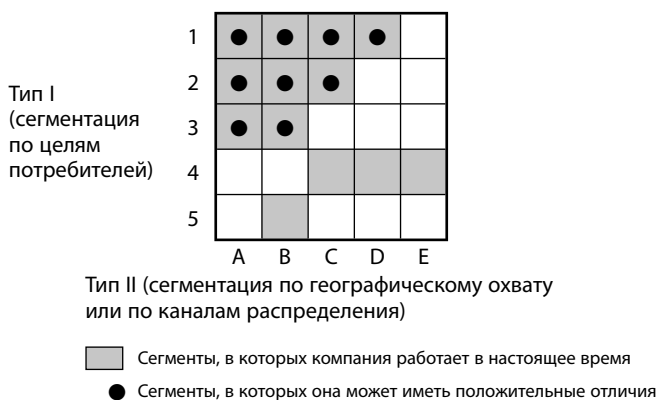 1
Тип I
(сегментация
по целям
потребителей)
2
3
4
5
A B C D E
Тип II (сегментация по географическому охвату
или по каналам распределения)
Сегменты, в которых компания работает в настоящее время
Сегменты, в которых она может иметь положительные отличия